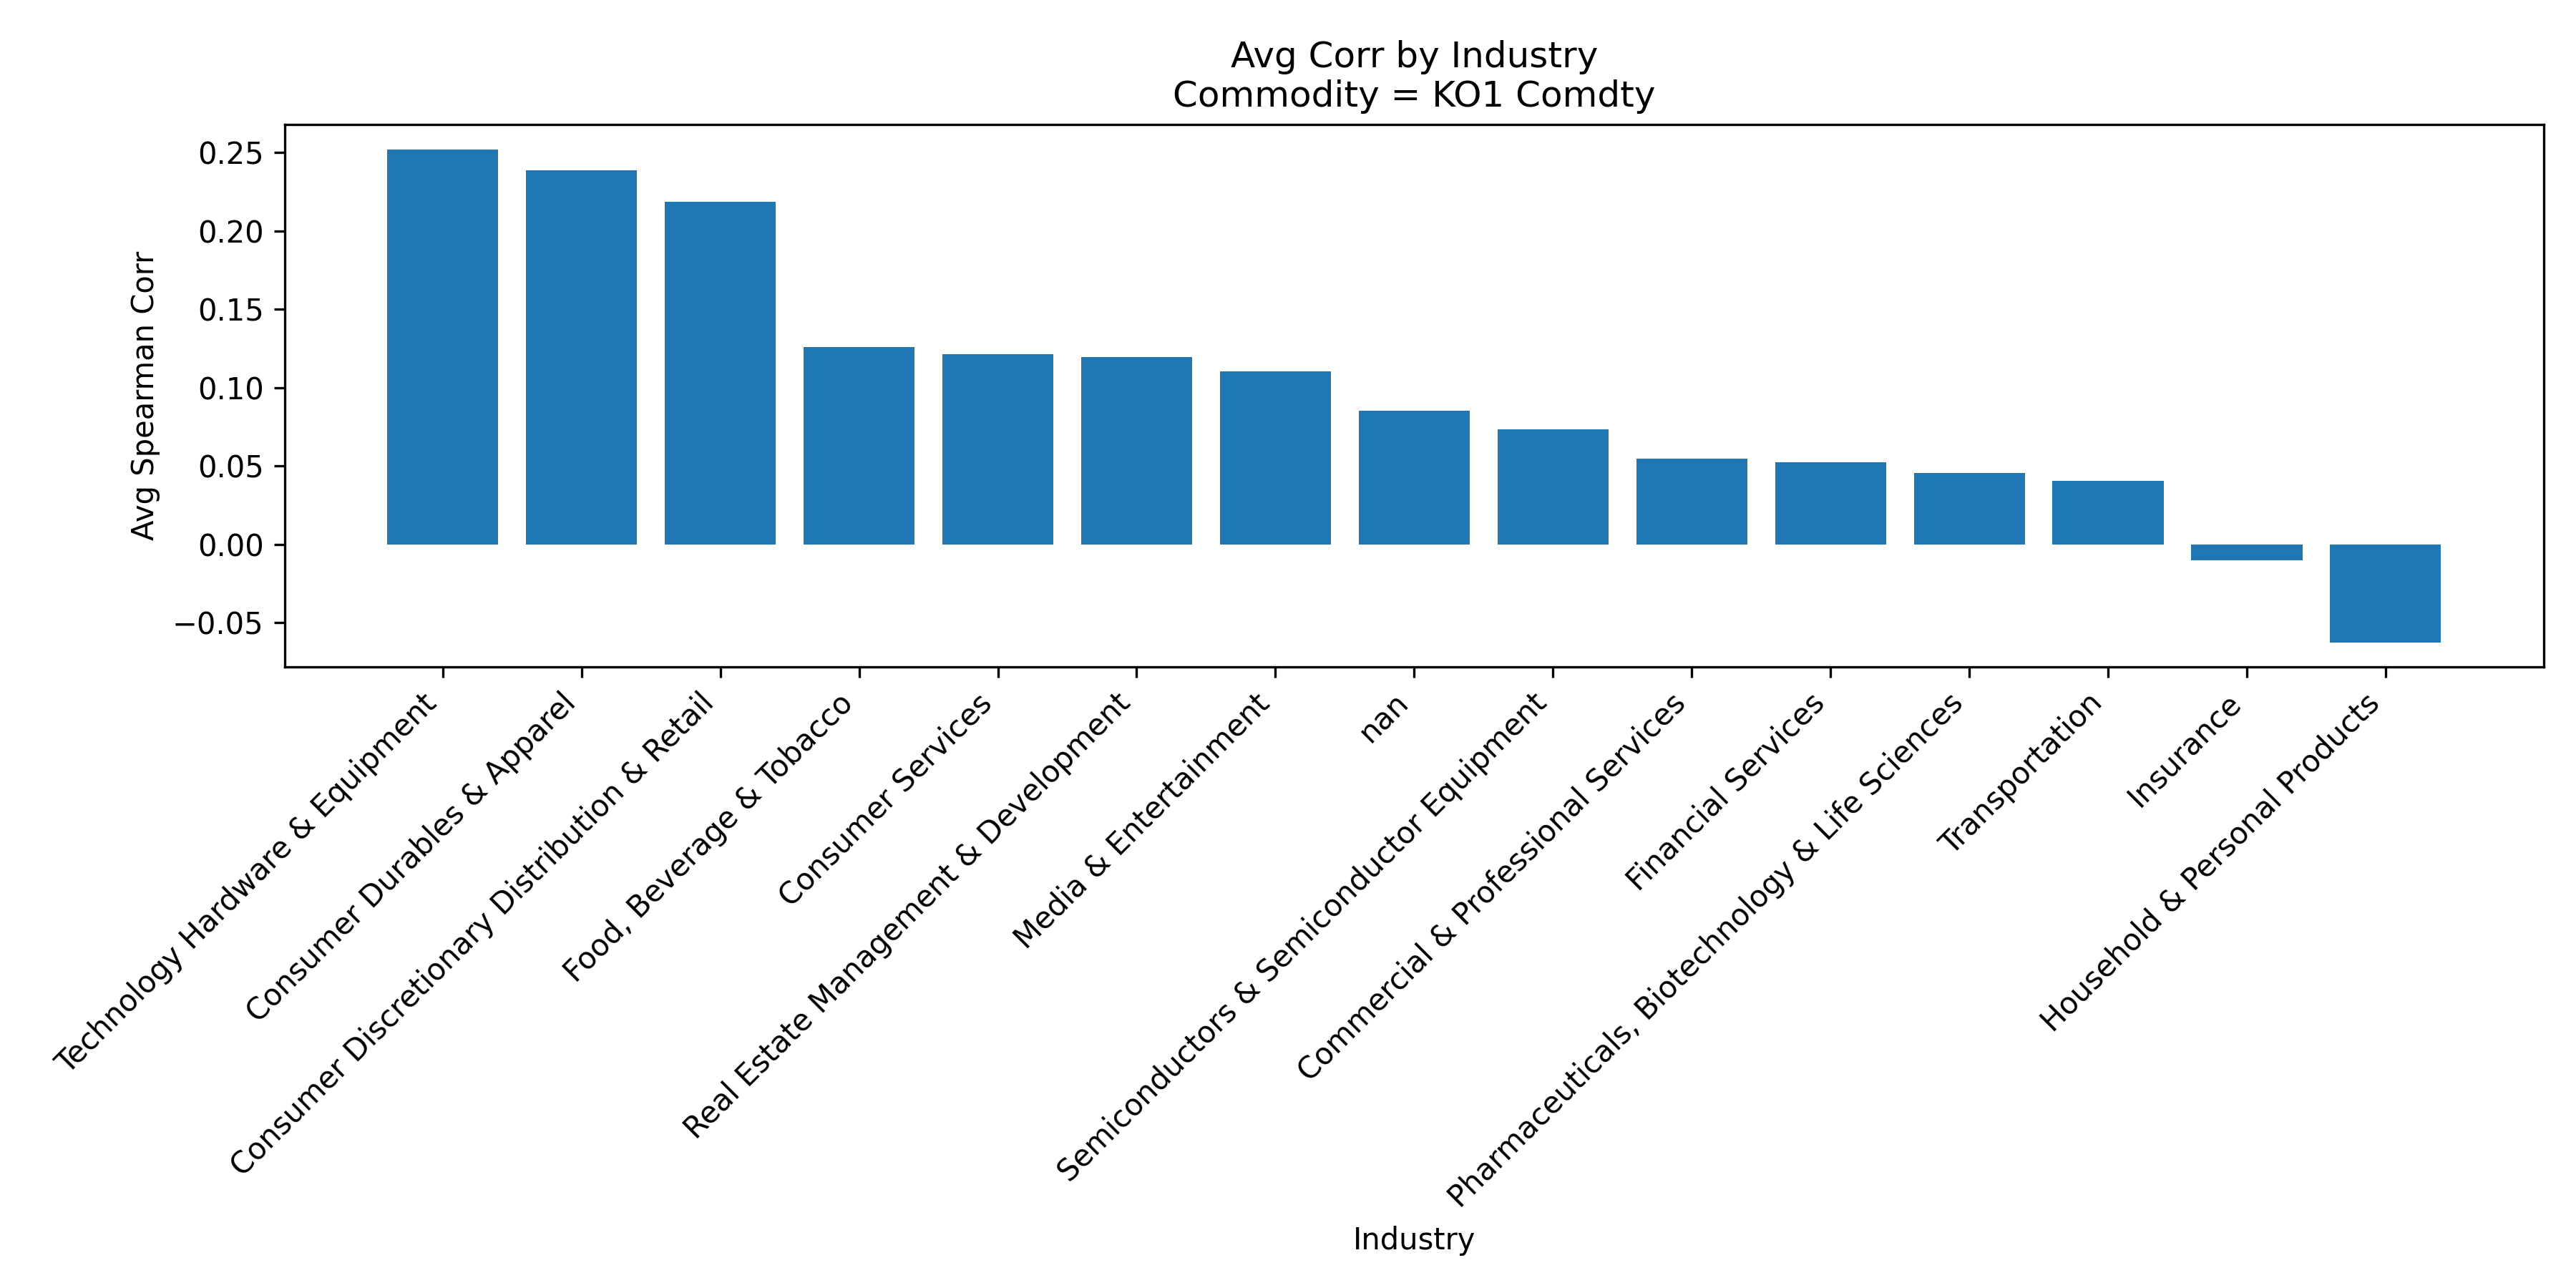 Avg Corr by Industry
Commodity = KO1 Comdty
Avg Spearman Corr
0.25
0.20
0.15
0.10
0.05
0.00
−0.05
Technology Hardware & Equipment
Consumer Durables & Apparel
Consumer Discretionary Distribution & Retail
Food, Beverage & Tobacco
Consumer Services
Real Estate Management & Development
Media & Entertainment
nan
Semiconductors & Semiconductor Equipment
Commercial & Professional Services
Financial Services
Pharmaceuticals, Biotechnology & Life Sciences
Transportation
Insurance
Household & Personal Products
Industry